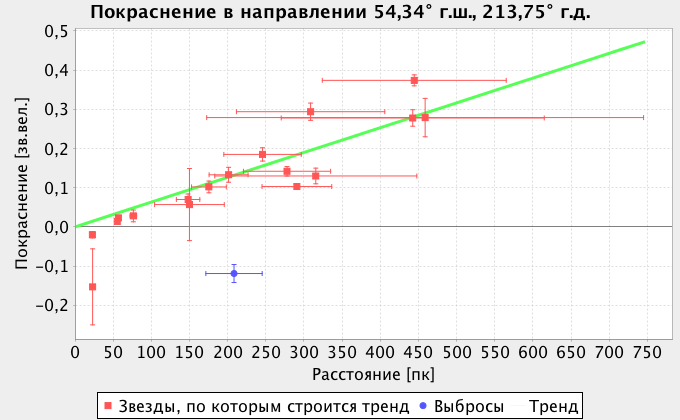 Покраснение в направлении 54,34° г.ш., 213,75° г.д.
Покраснение [зв.вел.]
0,5
0,4
0,3
0,2
0,1
0,0
−0,1
−0,2
0 50 100 150 200 250 300 350 400 450 500 550 600 650 700 750
Расстояние [пк]
Звезды, по которым строится тренд Выбросы Тренд